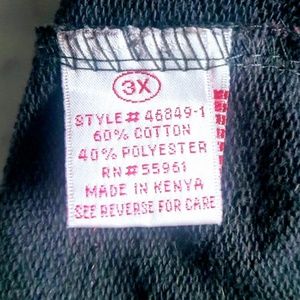 3X
STYLE# 46849-1
60% COTTON
40% POLYESTER
RN# 55961
MADE IN KENYA
SEE REVERSE FOR CARE